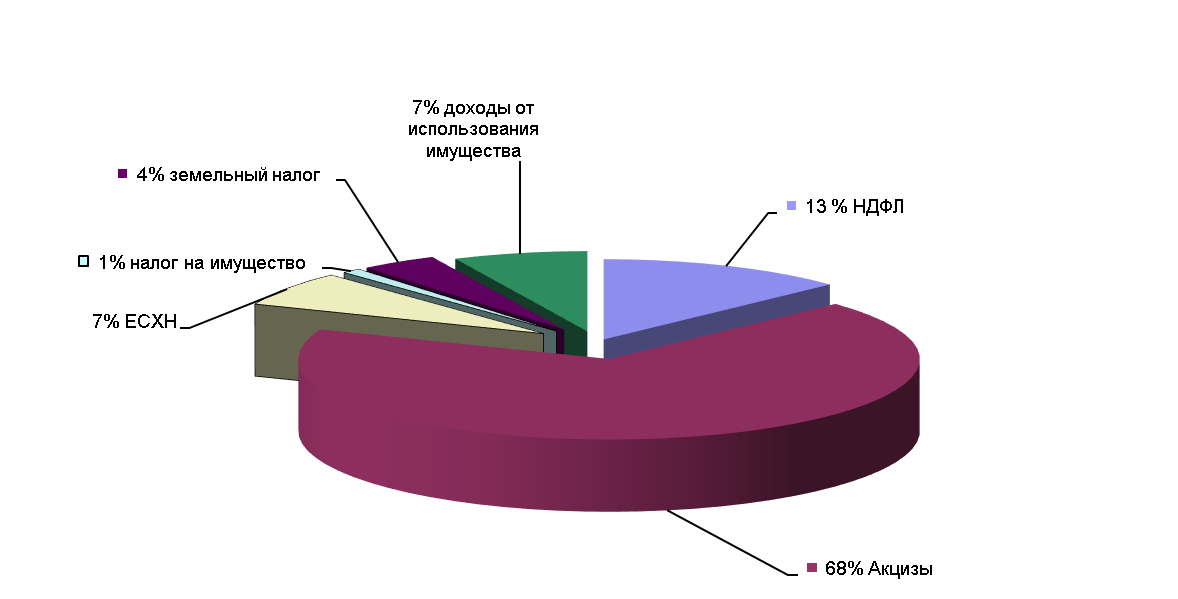 7% доходы от
использования
имущества
4% земельный налог
13 % НДФЛ
1% налог на имущество
7% ЕСХН
68% Акцизы